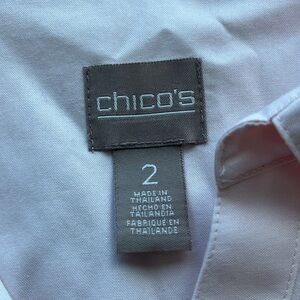 chico's
2
MADE IN
THAILAND
HECHO EN
TAILANDIA
FABRIQUÉ EN
THAÏLANDE